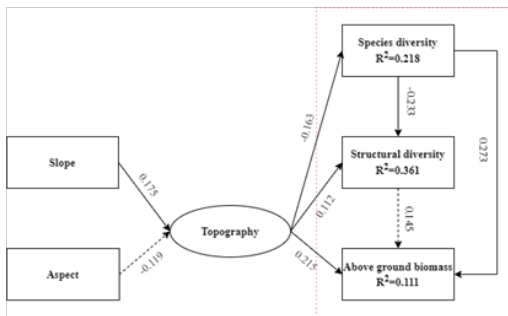 Species diversity
R²=0.218
-0.163
-0.233
0.273
Slope
Structural diversity
R²=0.361
0.175
0.112
0.145
Topography
-0.119
0.215
Aspect
Above ground biomass
R²=0.111